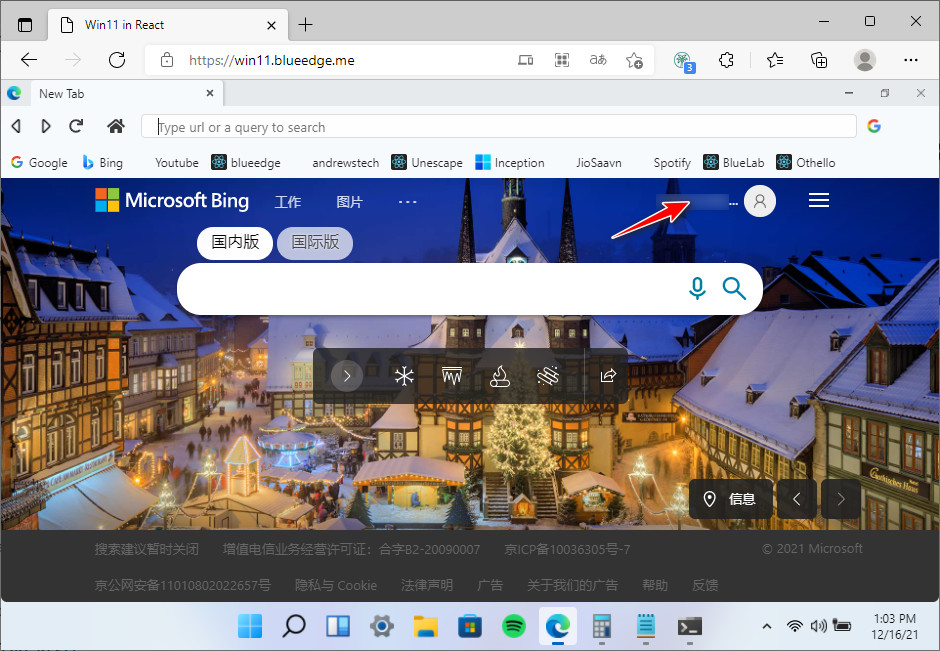 Win11 in React
https://win11.blueedge.me
3
New Tab
Type url or a query to search
Google Bing Youtube blueedge andrewstech Unescape Inception JioSaavn Spotify BlueLab Othello
Microsoft Bing 工作 图片 ··· ...
国内版 国际版
信息
搜索建议暂时关闭 增值电信业务经营许可证：合字B2-20090007 京ICP备10036305号-7 © 2021 Microsoft
京公网安备11010802022657号 隐私与 Cookie 法律声明 广告 关于我们的广告 帮助 反馈
1:03 PM
12/16/21